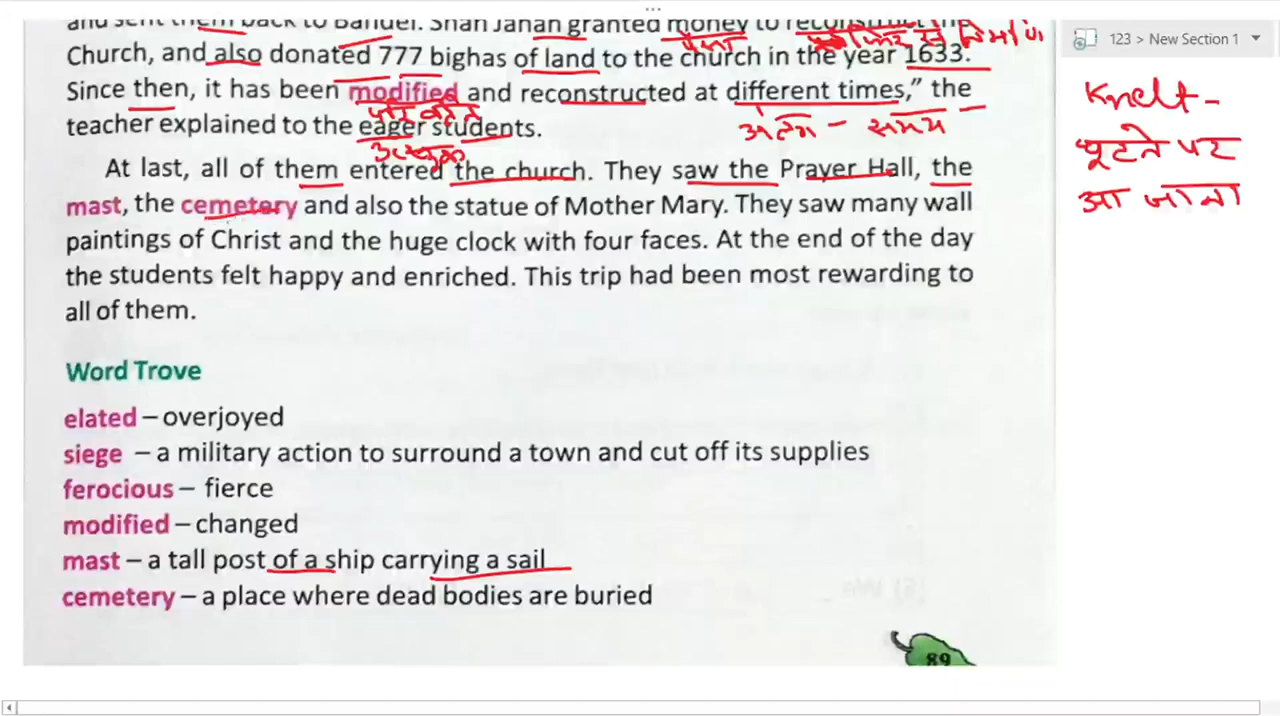 and sent them back to Bandel. Shah Jahan granted money to reconstruct the
पैसा
फिर से निर्माण
Church, and also donated 777 bighas of land to the church in the year 1633.
Since then, it has been modified and reconstructed at different times,” the
परिवर्तन
अलग - समय
teacher explained to the eager students.
उत्सुक
At last, all of them entered the church. They saw the Prayer Hall, the
mast, the cemetery and also the statue of Mother Mary. They saw many wall
paintings of Christ and the huge clock with four faces. At the end of the day
the students felt happy and enriched. This trip had been most rewarding to
all of them.
Word Trove
elated – overjoyed
siege – a military action to surround a town and cut off its supplies
ferocious – fierce
modified – changed
mast – a tall post of a ship carrying a sail
cemetery – a place where dead bodies are buried
89
123 > New Section 1
Knelt -
घूटने पर
आ जाना